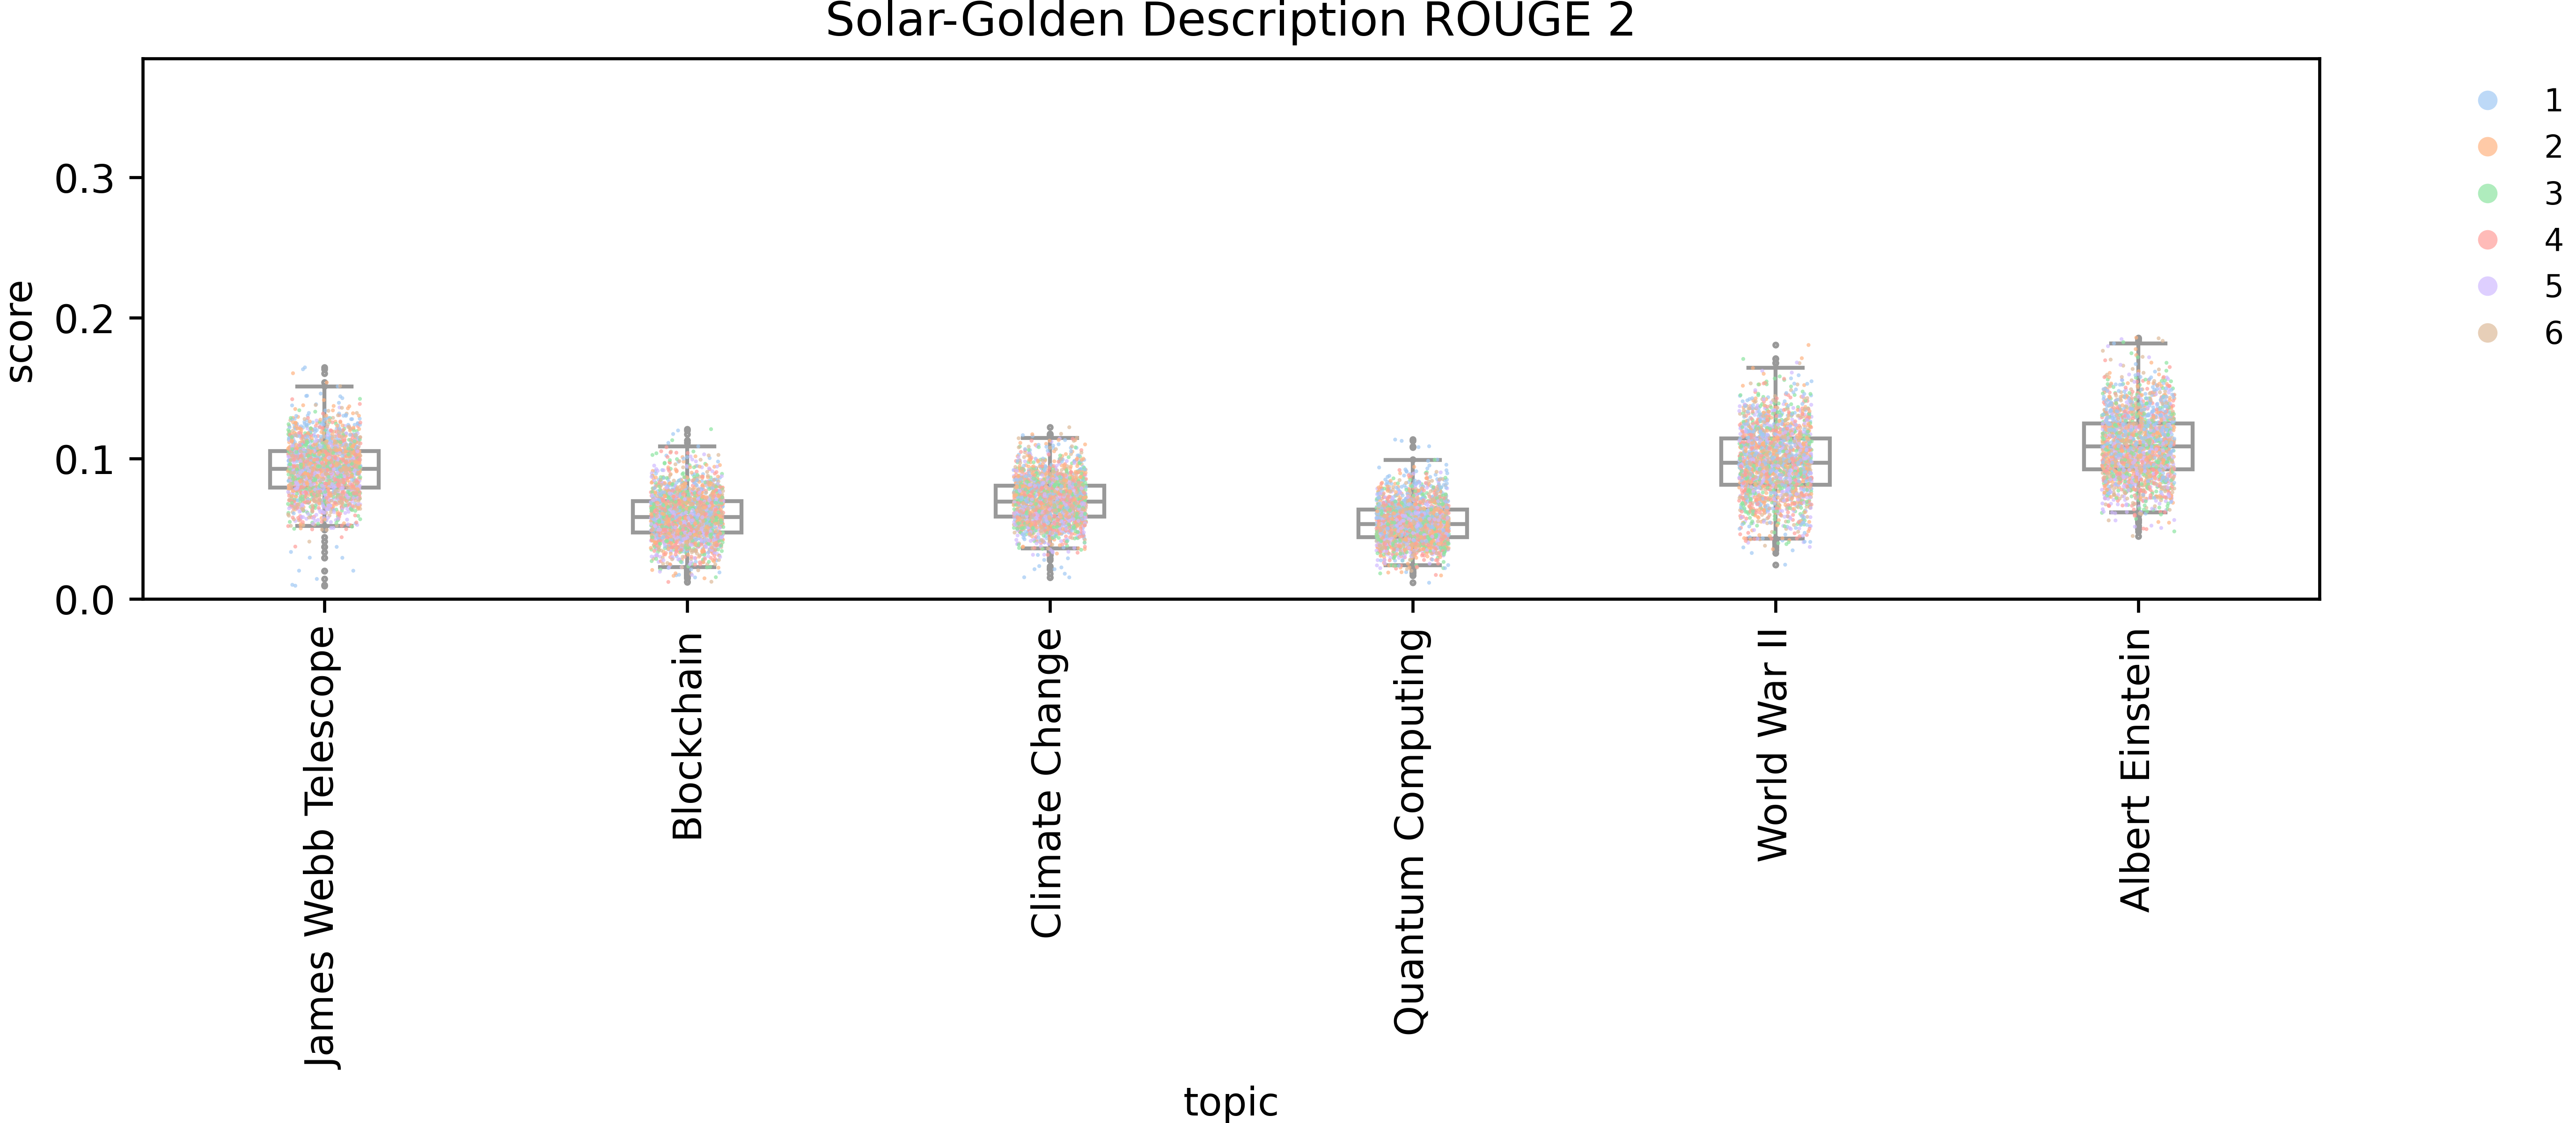 Solar-Golden Description ROUGE 2
score
0.3
0.2
0.1
0.0
1
2
3
4
5
6
James Webb Telescope
Blockchain
Climate Change
Quantum Computing
World War II
Albert Einstein
topic